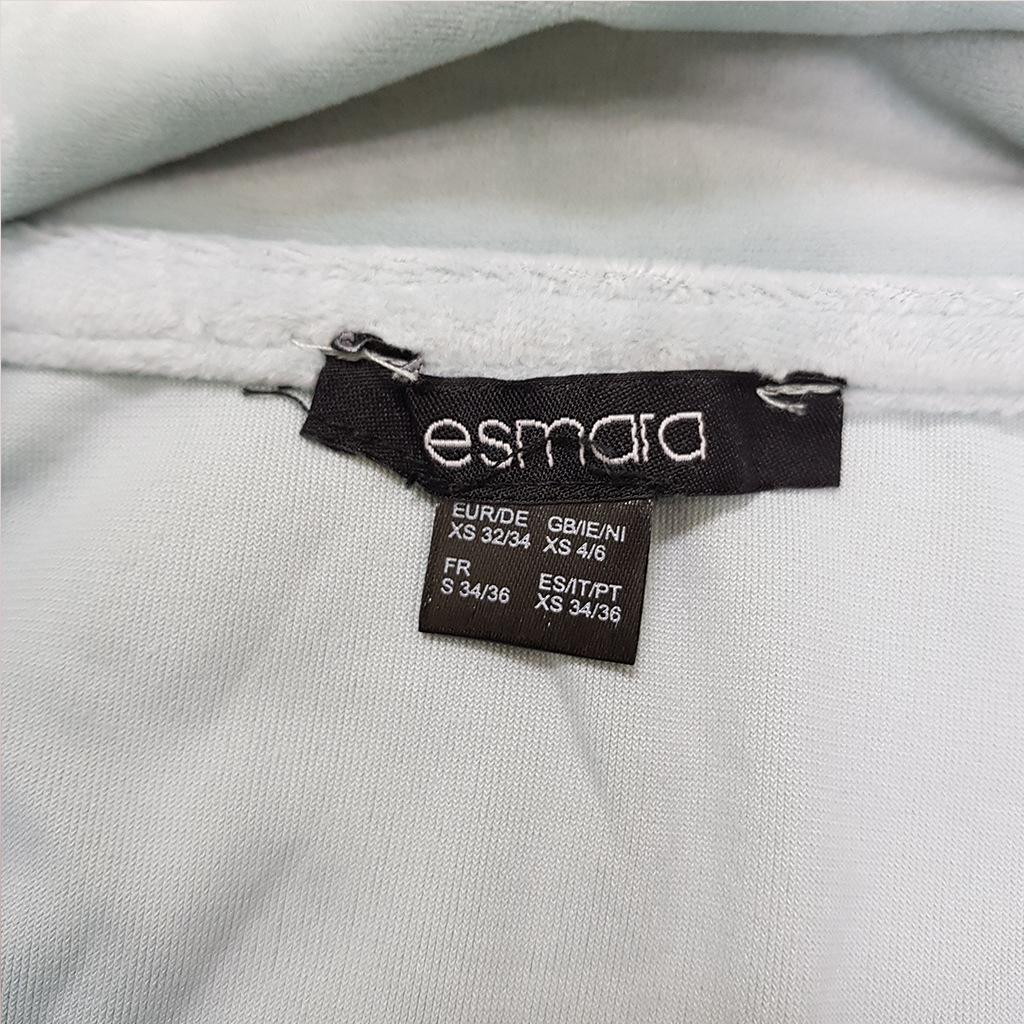 esmara
EUR/DE GB/IE/NI
XS 32/34 XS 4/6
FR ES/IT/PT
S 34/36 XS 34/36